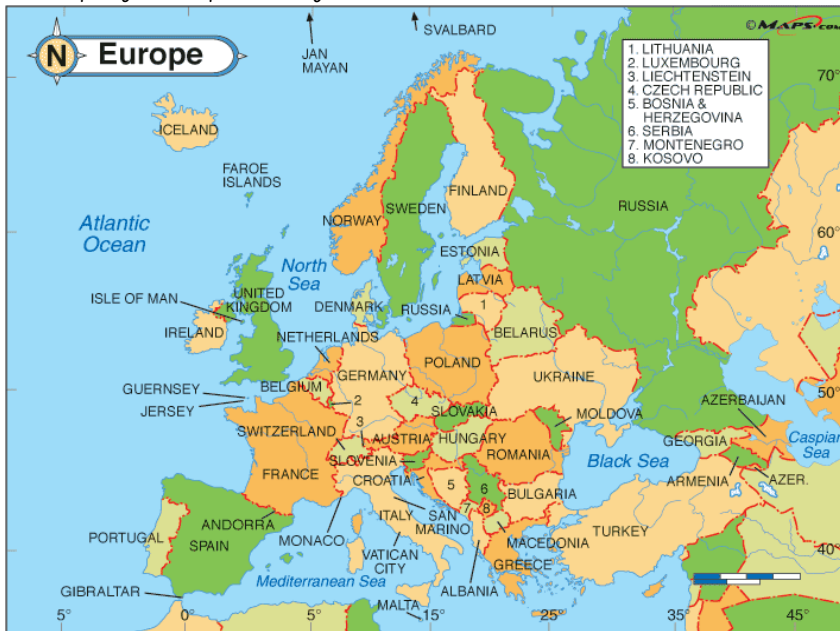 SVALBARD
© MAPS.COM
N Europe
JAN
MAYAN
1. LITHUANIA
2. LUXEMBOURG
3. LIECHTENSTEIN
4. CZECH REPUBLIC
5. BOSNIA &
HERZEGOVINA
6. SERBIA
7. MONTENEGRO
8. KOSOVO
70°
ICELAND
FAROE
ISLANDS
FINLAND
RUSSIA
NORWAY
SWEDEN
Atlantic
Ocean
60°
ESTONIA
North
Sea
LATVIA
ISLE OF MAN
UNITED
KINGDOM
DENMARK
RUSSIA
1
IRELAND
NETHERLANDS
BELARUS
POLAND
GERMANY
UKRAINE
GUERNSEY
BELGIUM
50°
JERSEY
2
4
AZERBAIJAN
SLOVAKIA
MOLDOVA
3
SWITZERLAND
AUSTRIA
HUNGARY
GEORGIA
Caspian
Sea
ROMANIA
SLOVENIA
Black Sea
FRANCE
CROATIA
ARMENIA
AZER.
5
6
BULGARIA
7
8
ANDORRA
ITALY
SAN
MARINO
TURKEY
PORTUGAL
SPAIN
MONACO
MACEDONIA
40°
VATICAN
CITY
GREECE
Mediterranean Sea
GIBRALTAR
ALBANIA
MALTA
5°
0°
15°
25°
35°
45°